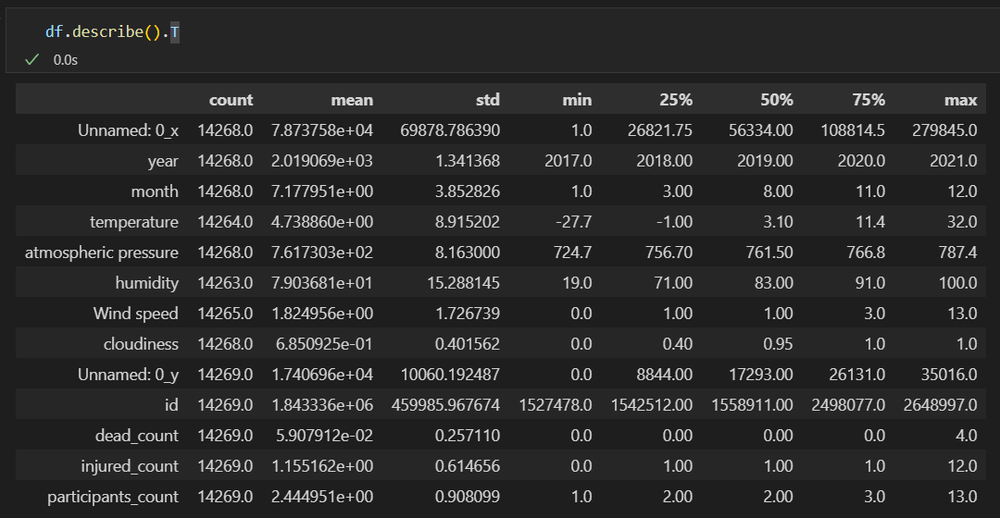 df.describe().T
0.0s
count mean std min 25% 50% 75% max
Unnamed: 0_x 14268.0 7.873758e+04 69878.786390 1.0 26821.75 56334.00 108814.5 279845.0
year 14268.0 2.019069e+03 1.341368 2017.0 2018.00 2019.00 2020.0 2021.0
month 14268.0 7.177951e+00 3.852826 1.0 3.00 8.00 11.0 12.0
temperature 14264.0 4.738860e+00 8.915202 -27.7 -1.00 3.10 11.4 32.0
atmospheric pressure 14268.0 7.617303e+02 8.163000 724.7 756.70 761.50 766.8 787.4
humidity 14263.0 7.903681e+01 15.288145 19.0 71.00 83.00 91.0 100.0
Wind speed 14265.0 1.824956e+00 1.726739 0.0 1.00 1.00 3.0 13.0
cloudiness 14268.0 6.850925e-01 0.401562 0.0 0.40 0.95 1.0 1.0
Unnamed: 0_y 14269.0 1.740696e+04 10060.192487 0.0 8844.00 17293.00 26131.0 35016.0
id 14269.0 1.843336e+06 459985.967674 1527478.0 1542512.00 1558911.00 2498077.0 2648997.0
dead_count 14269.0 5.907912e-02 0.257110 0.0 0.00 0.00 0.0 4.0
injured_count 14269.0 1.155162e+00 0.614656 0.0 1.00 1.00 1.0 12.0
participants_count 14269.0 2.444951e+00 0.908099 1.0 2.00 2.00 3.0 13.0